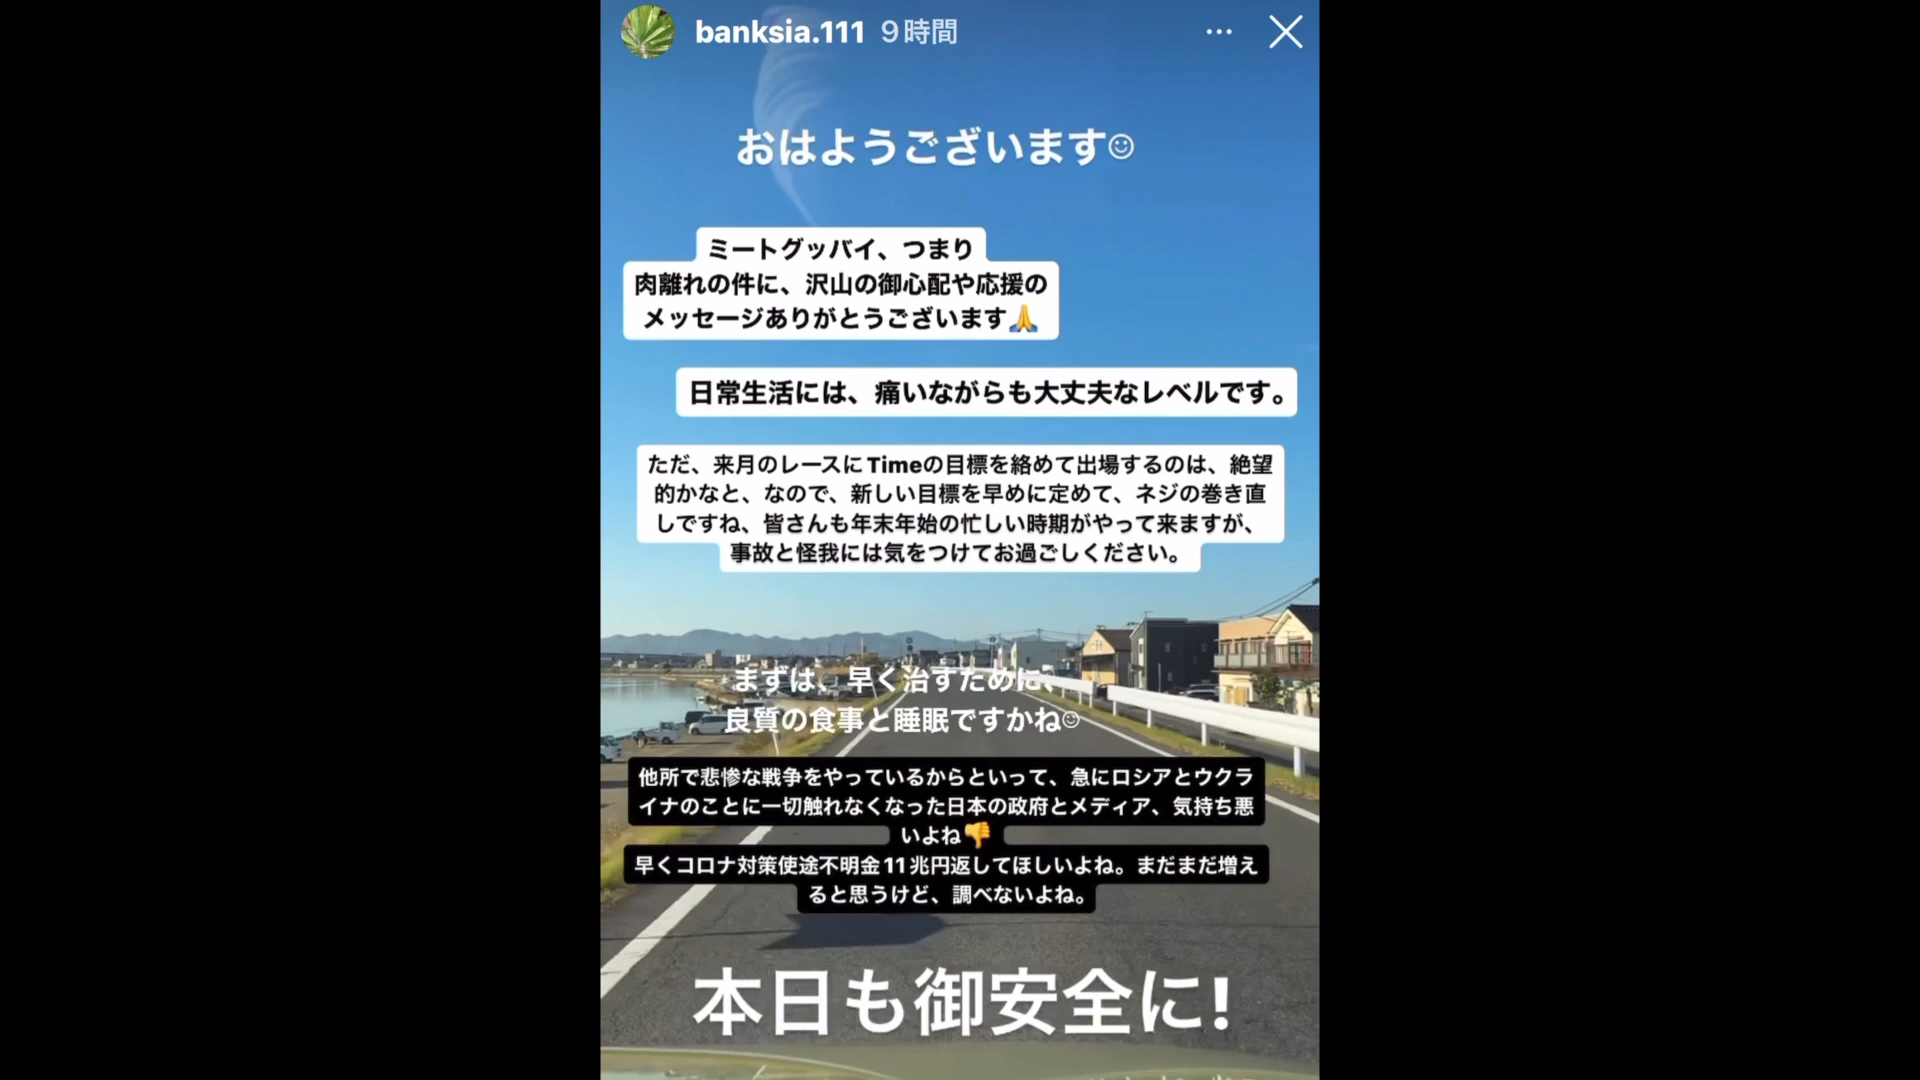 banksia.111 9時間
おはようございます☺
ミートグッバイ、つまり
肉離れの件に、沢山の御心配や応援の
メッセージありがとうございます🙏
日常生活には、痛いながらも大丈夫なレベルです。
ただ、来月のレースにTimeの目標を絡めて出場するのは、絶望
的かなと、なので、新しい目標を早めに定めて、ネジの巻き直
しですね、皆さんも年末年始の忙しい時期がやって来ますが、
事故と怪我には気をつけてお過ごしください。
まずは、早く治すために、
良質の食事と睡眠ですかね☺
他所で悲惨な戦争をやっているからといって、急にロシアとウクラ
イナのことに一切触れなくなった日本の政府とメディア、気持ち悪
いよね👎
早くコロナ対策使途不明金11兆円返してほしいよね。まだまだ増え
ると思うけど、調べないよね。
本日も御安全に!